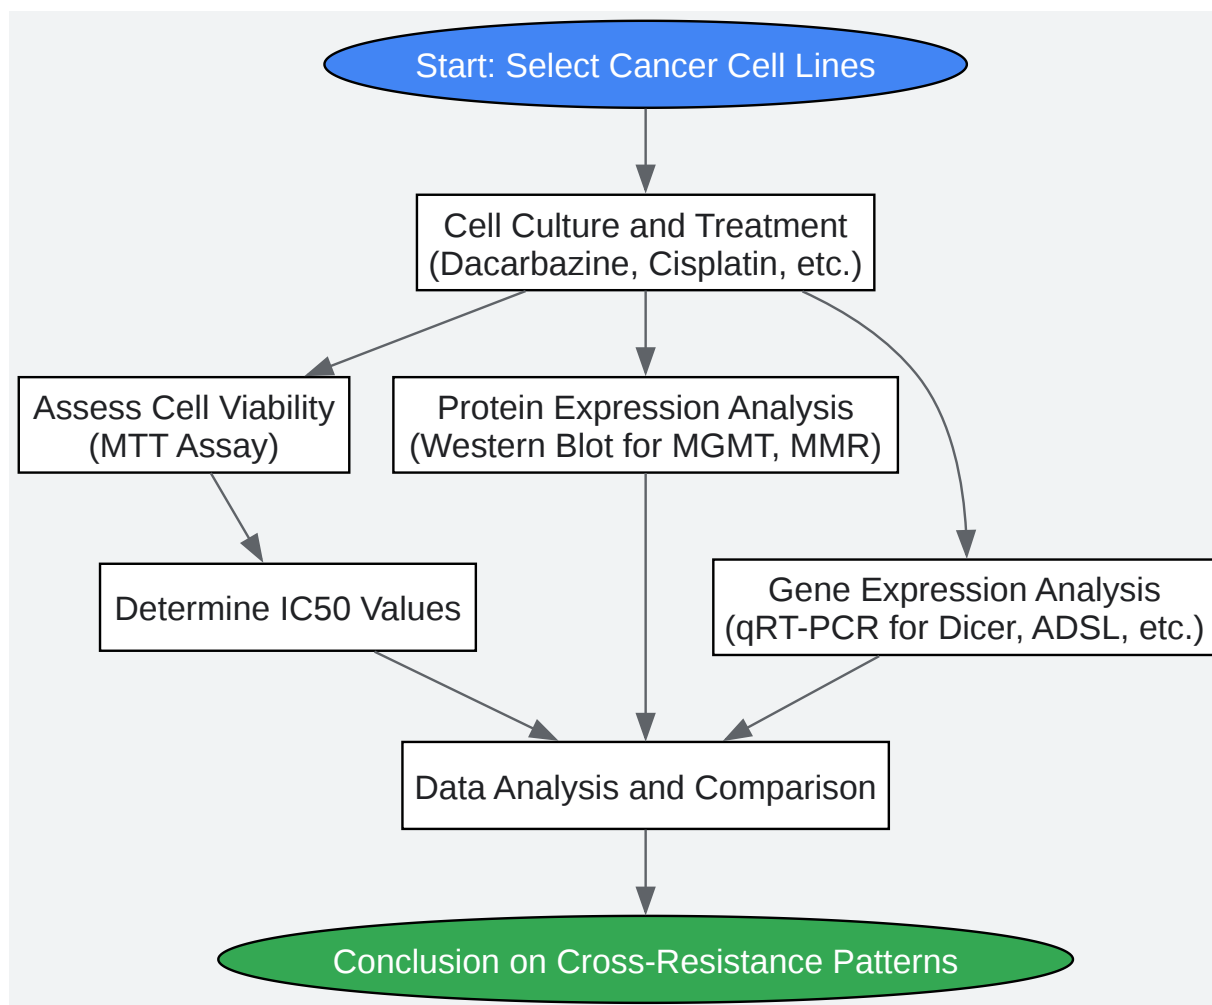 Start: Select Cancer Cell Lines
Cell Culture and Treatment
(Dacarbazine, Cisplatin, etc.)
Assess Cell Viability
(MTT Assay)
Protein Expression Analysis
(Western Blot for MGMT, MMR)
Determine IC50 Values
Gene Expression Analysis
(qRT-PCR for Dicer, ADSL, etc.)
Data Analysis and Comparison
Conclusion on Cross-Resistance Patterns